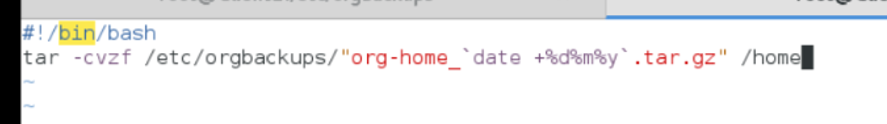 #!/bin/bash
tar -cvzf /etc/orgbackups/"org-home_`date +%d%m%y`.tar.gz" /home
~
~